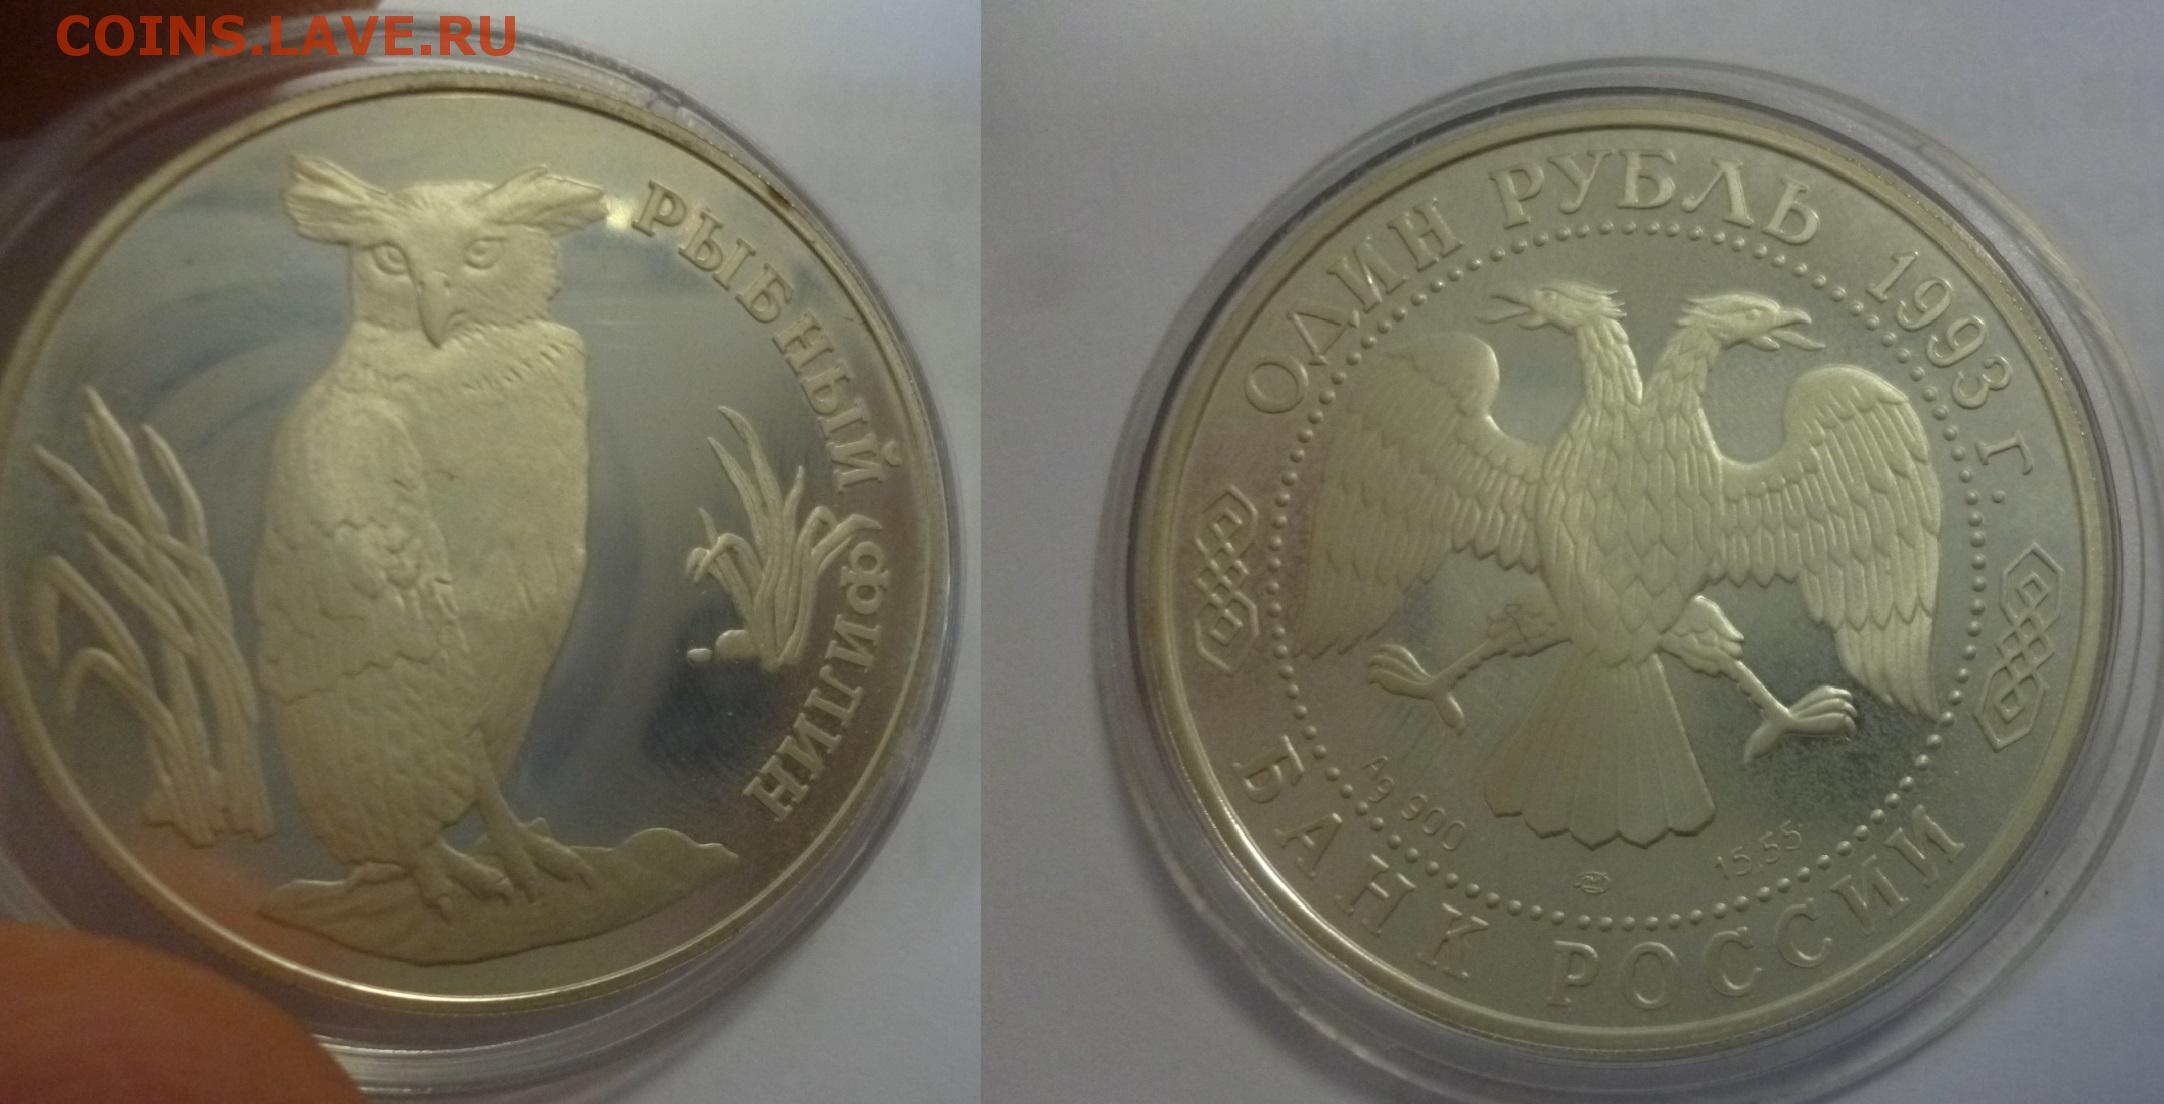 COINS.LAVE.RU
РЫБНЫЙ
ФИЛИН
ОДИН РУБЛЬ 1993 г.
Ag 900
15,55
БАНК РОССИИ